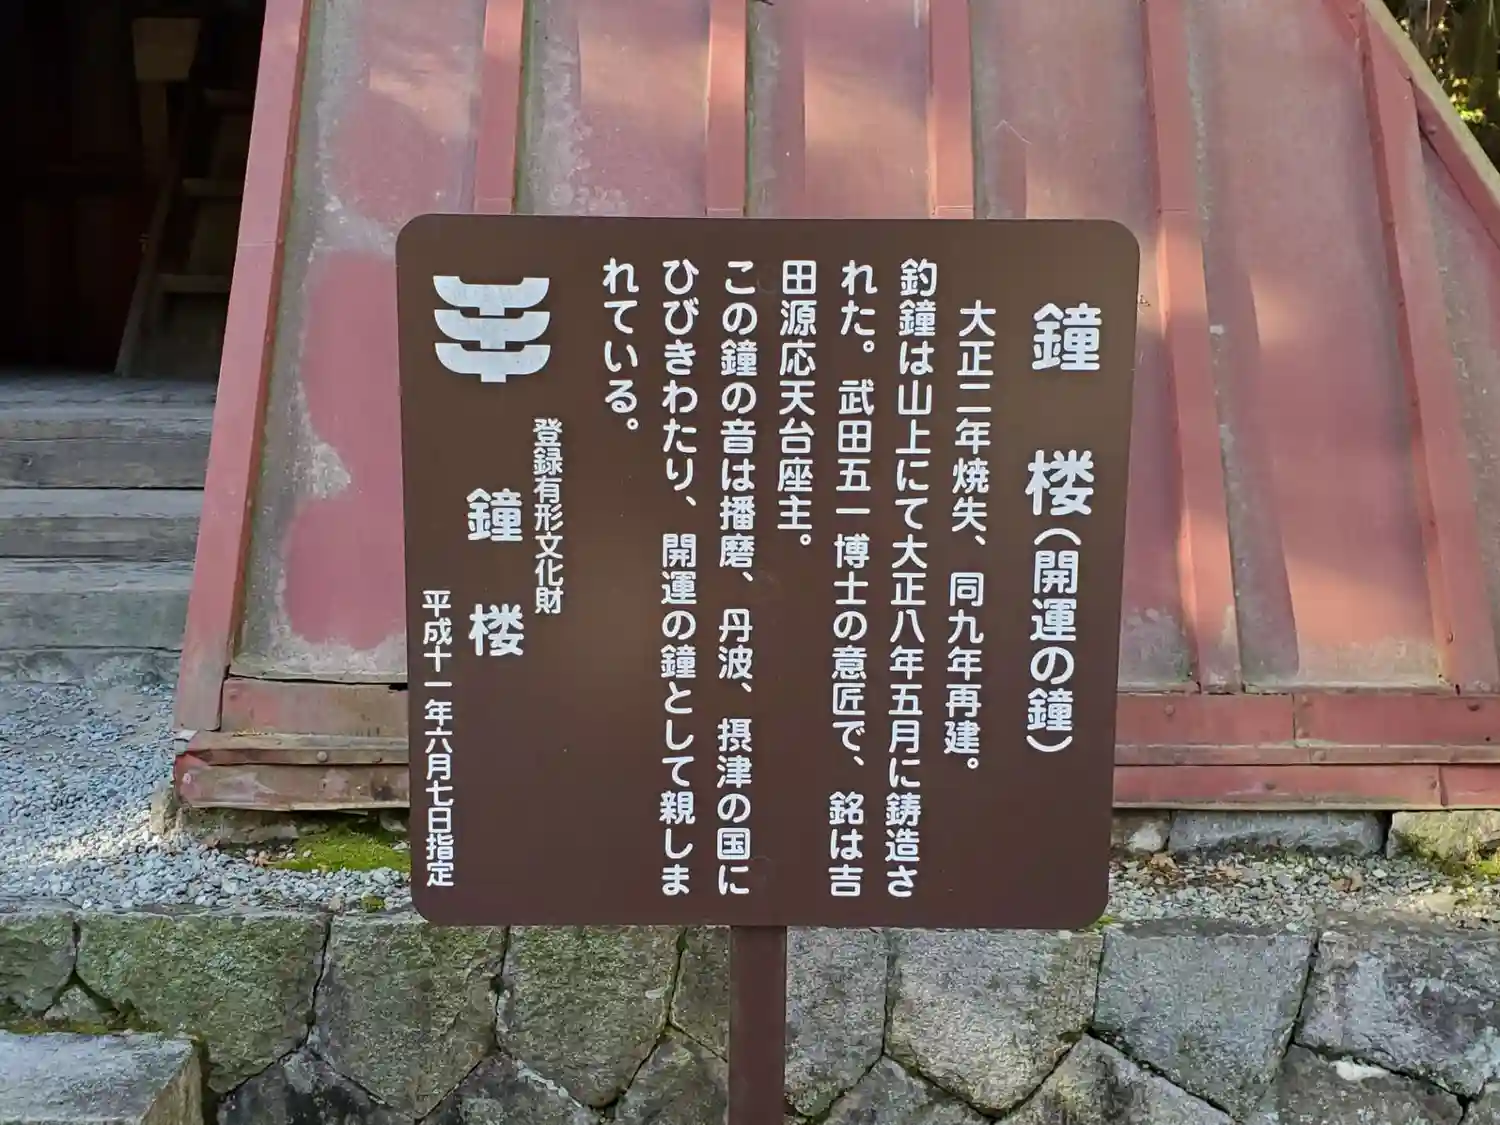 鐘楼(開運の鐘)
大正二年焼失、同九年再建。
釣鐘は山上にて大正八年五月に鋳造さ
れた。武田五一博士の意匠で、銘は吉
田源応天台座主。
この鐘の音は播磨、丹波、摂津の国に
ひびきわたり、開運の鐘として親しま
れている。
登録有形文化財
鐘楼
平成十一年六月七日指定